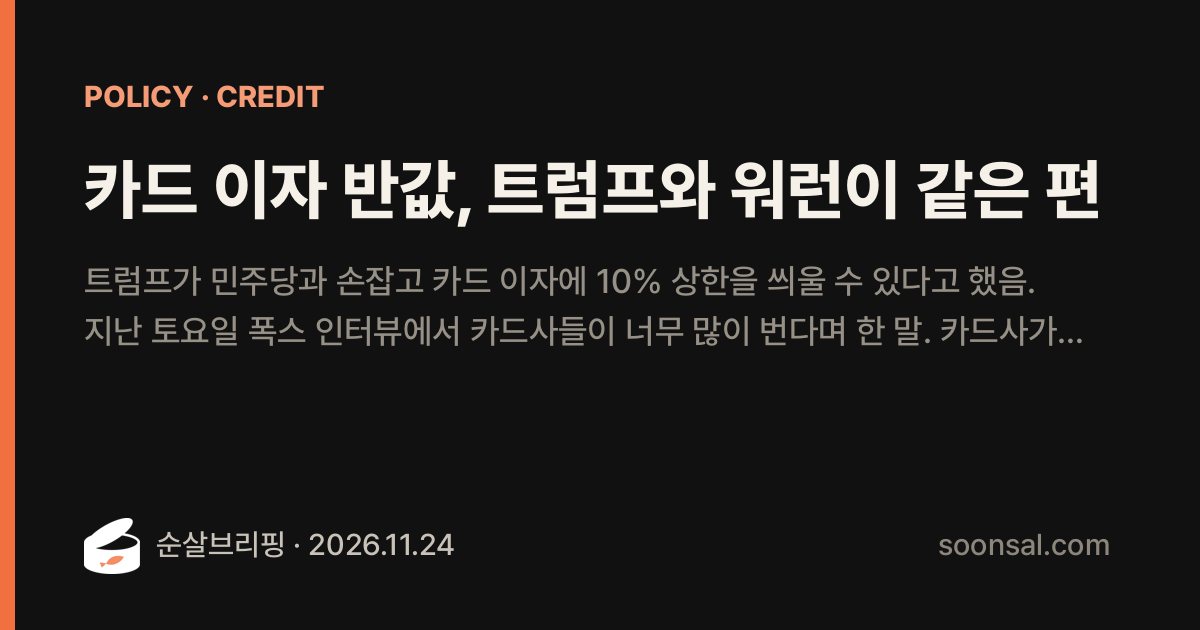 POLICY · CREDIT
카드 이자 반값, 트럼프와 워런이 같은 편
트럼프가 민주당과 손잡고 카드 이자에 10% 상한을 씌울 수 있다고 했음.
지난 토요일 폭스 인터뷰에서 카드사들이 너무 많이 번다며 한 말. 카드사가...
순살브리핑 · 2026.11.24
soonsal.com